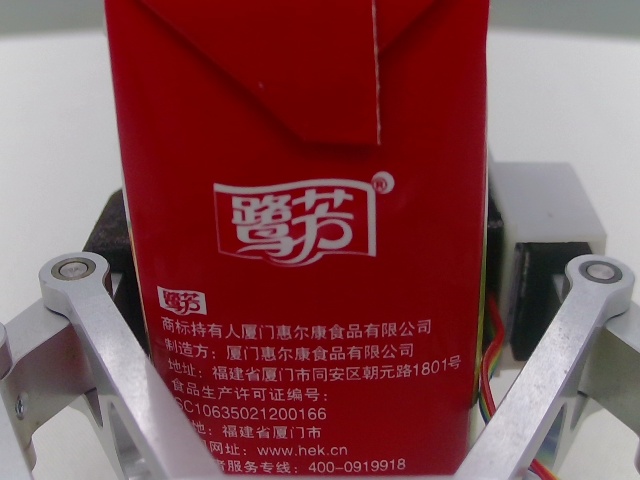 鹭芳®
鹭芳
商标持有人厦门惠尔康食品有限公司
制造方：厦门惠尔康食品有限公司
地址：福建省厦门市同安区朝元路1801号
食品生产许可证编号：
SC10635021200166
地：福建省厦门市
网址：www.hek.cn
服务专线：400-0919918